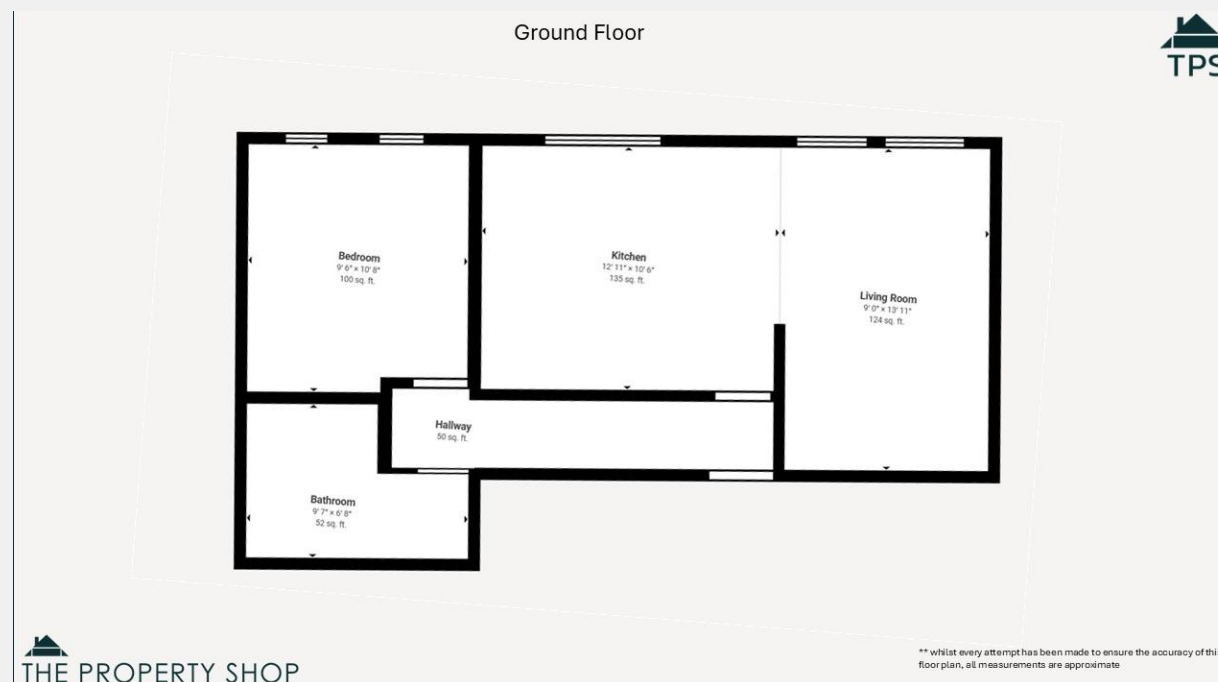 Ground Floor
TPS
Bedroom
9' 6" x 10' 8"
100 sq. ft.
Kitchen
12' 11" x 10' 6"
135 sq. ft.
Living Room
9' 0" x 13' 11"
124 sq. ft.
Hallway
50 sq. ft.
Bathroom
9' 7" x 6' 8"
52 sq. ft.
THE PROPERTY SHOP
** whilst every attempt has been made to ensure the accuracy of thi
floor plan, all measurements are approximate